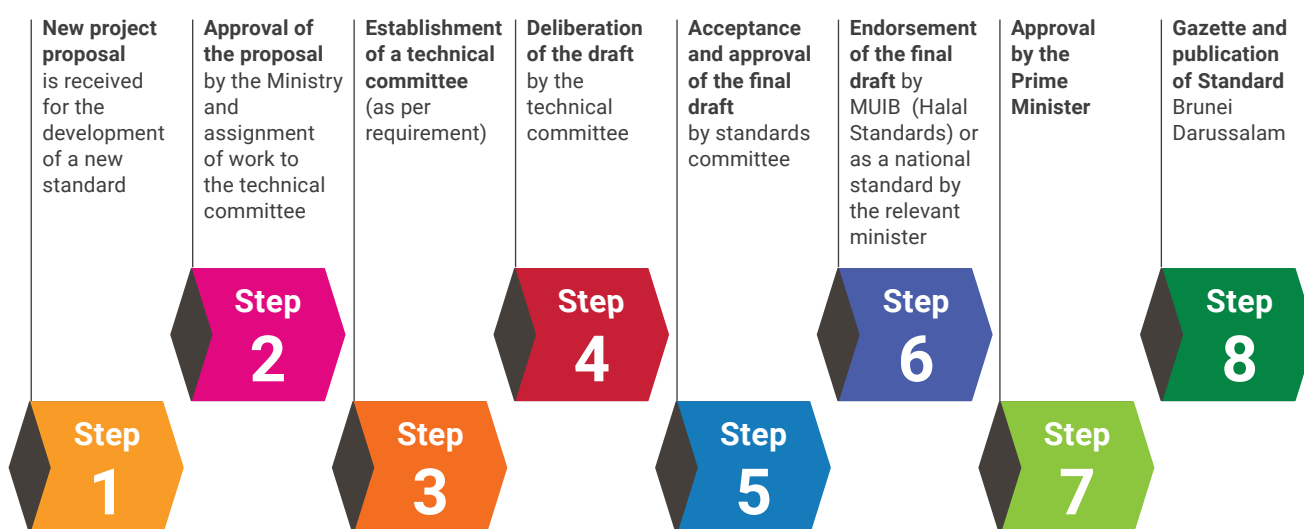 New project
proposal
is received
for the
development
of a new
standard
Approval of
the proposal
by the Ministry
and
assignment
of work to
the technical
committee
Establishment
of a technical
committee
(as per
requirement)
Deliberation
of the draft
by the
technical
committee
Acceptance
and approval
of the final
draft
by standards
committee
Endorsement
of the final
draft by
MUIB (Halal
Standards) or
as a national
standard by
the relevant
minister
Approval
by the
Prime
Minister
Gazette and
publication
of Standard
Brunei
Darussalam
Step
1
Step
2
Step
3
Step
4
Step
5
Step
6
Step
7
Step
8